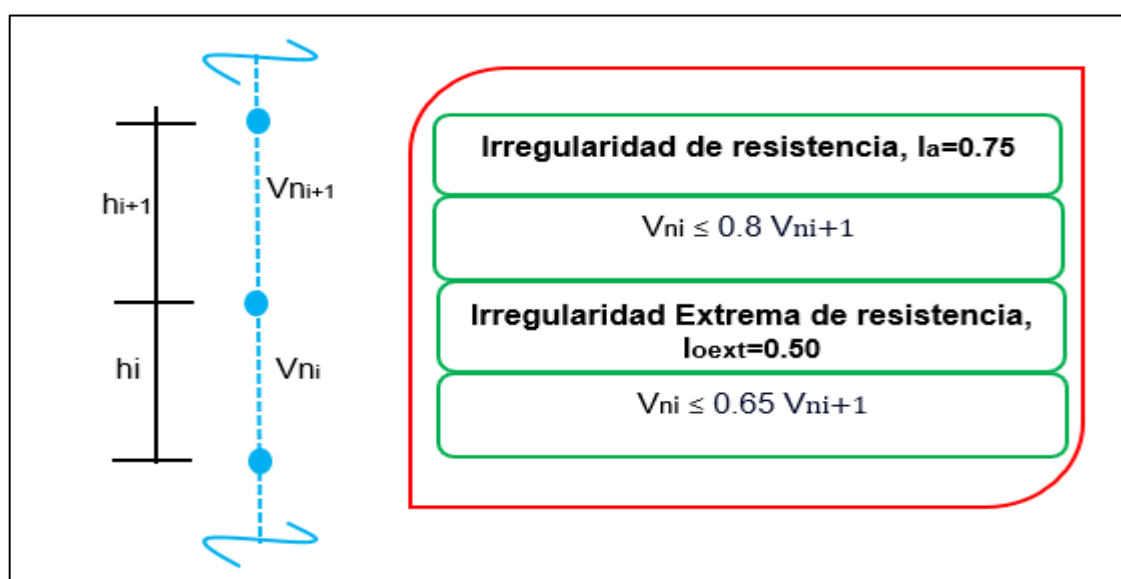 hi+1
Vni+1
hi
Vni
Irregularidad de resistencia, Ia=0.75
Vni ≤ 0.8 Vni+1
Irregularidad Extrema de resistencia,
Ioext=0.50
Vni ≤ 0.65 Vni+1